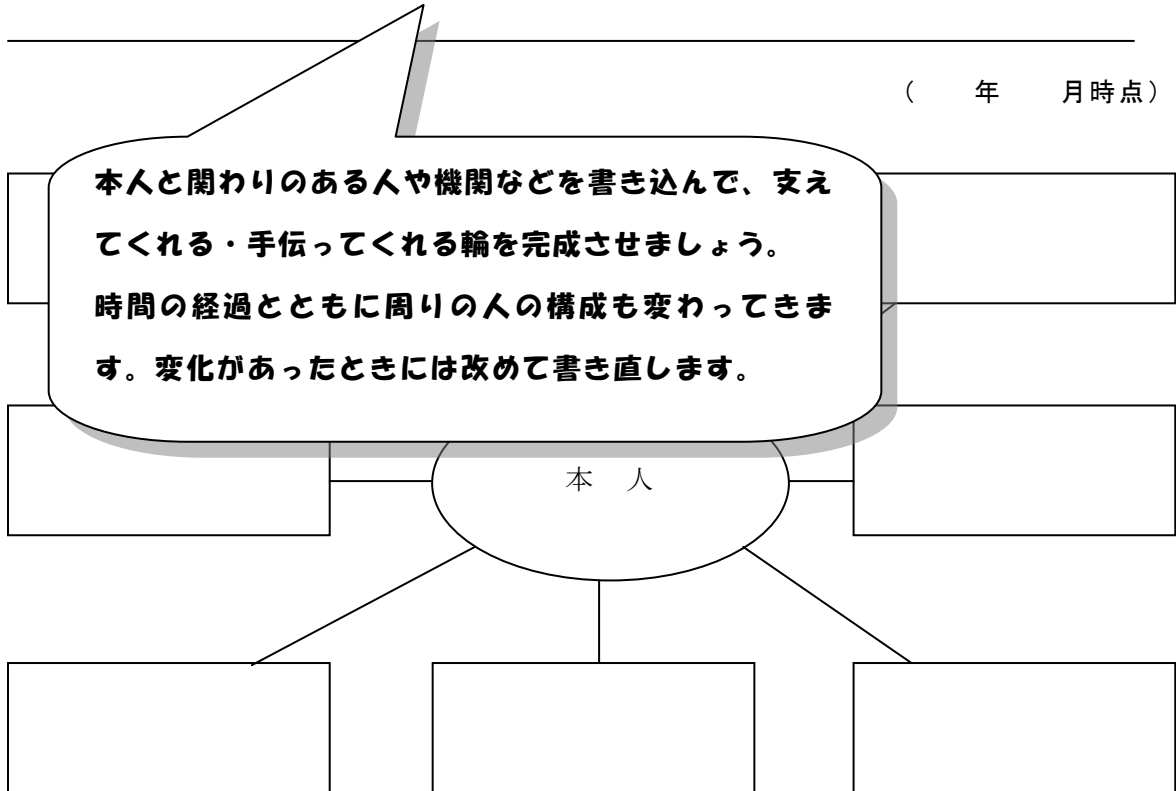 （　　年　　月時点）
本人と関わりのある人や機関などを書き込んで、支え
てくれる・手伝ってくれる輪を完成させましょう。
時間の経過とともに周りの人の構成も変わってきま
す。変化があったときには改めて書き直します。
本　人